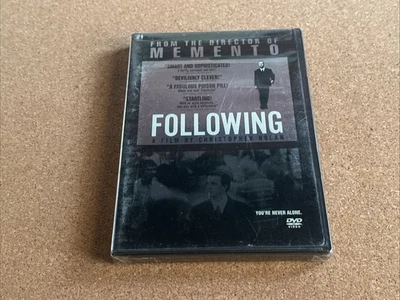 FROM THE DIRECTOR OF
MEMENTO
"SMART AND SOPHISTICATED!
"DEVILISHLY CLEVER!"
"A FABULOUS POISON PILL!
"STARTLING!
FOLLOWING
A FILM BY CHRISTOPHER NOLAN
YOU'RE NEVER ALONE.
DVD
VIDEO